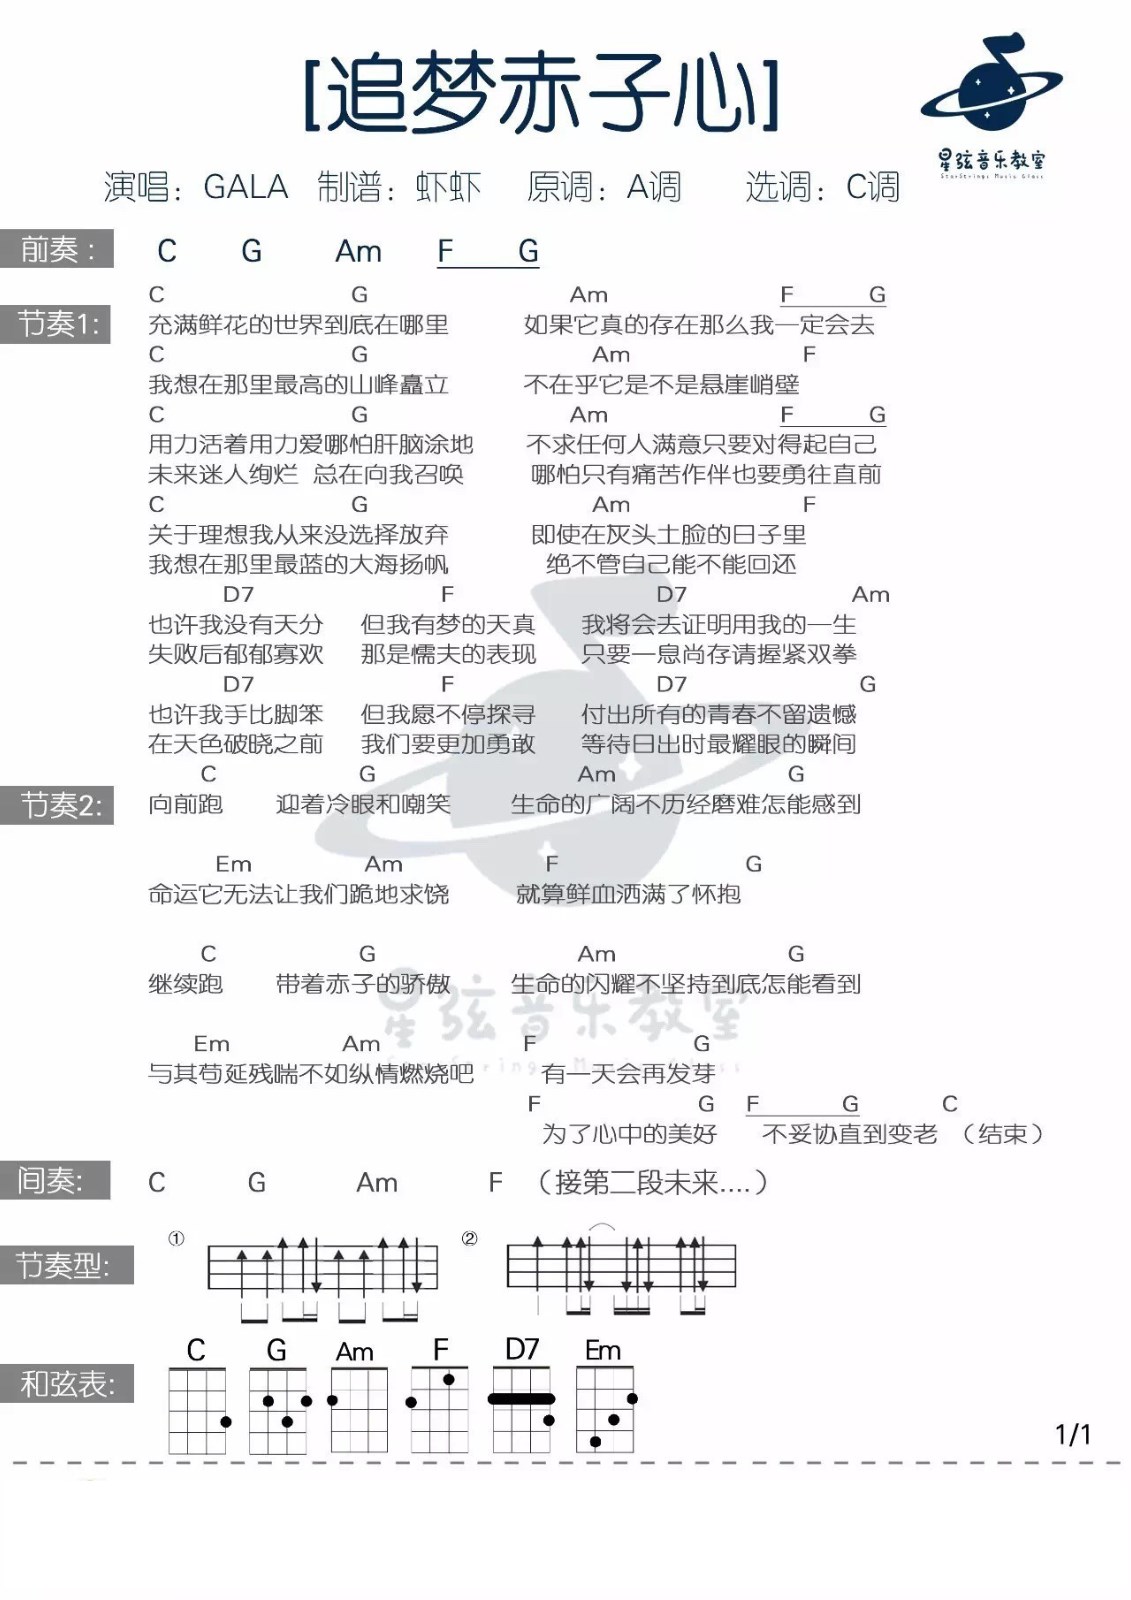 [追梦赤子心]
星弦音乐教室
StarStrings Music Class
演唱：GALA 制谱：虾虾 原调：A调 选调：C调
前奏： C G Am F G
C G Am F G
节奏1: 充满鲜花的世界到底在哪里 如果它真的存在那么我一定会去
C G Am F
我想在那里最高的山峰矗立 不在乎它是不是悬崖峭壁
C G Am F G
用力活着用力爱哪怕肝脑涂地 不求任何人满意只要对得起自己
未来迷人绚烂 总在向我召唤 哪怕只有痛苦作伴也要勇往直前
C G Am F
关于理想我从来没选择放弃 即使在灰头土脸的日子里
我想在那里最蓝的大海扬帆 绝不管自己能不能回还
D7 F D7 Am
也许我没有天分 但我有梦的天真 我将会去证明用我的一生
失败后郁郁寡欢 那是懦夫的表现 只要一息尚存请握紧双拳
D7 F D7 G
也许我手比脚笨 但我愿不停探寻 付出所有的青春不留遗憾
在天色破晓之前 我们要更加勇敢 等待日出时最耀眼的瞬间
C G Am G
节奏2: 向前跑 迎着冷眼和嘲笑 生命的广阔不历经磨难怎能感到
Em Am F G
命运它无法让我们跪地求饶 就算鲜血洒满了怀抱
C G Am G
继续跑 带着赤子的骄傲 生命的闪耀不坚持到底怎能看到
Em Am F G
与其苟延残喘不如纵情燃烧吧 有一天会再发芽
F G F G C
为了心中的美好 不妥协直到变老 （结束）
间奏: C G Am F （接第二段未来....）
节奏型: ① ②
C G Am F D7 Em
和弦表:
1/1
星弦音乐教室
StarStrings Music Class